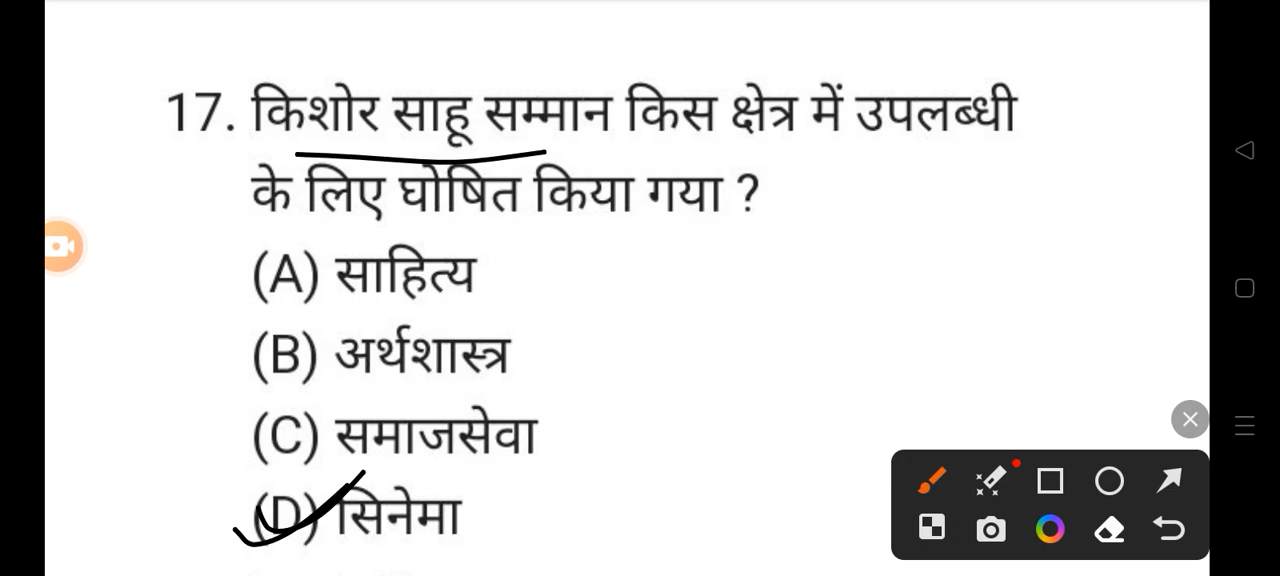 17. किशोर साहू सम्मान किस क्षेत्र में उपलब्धी
के लिए घोषित किया गया ?
(A) साहित्य
(B) अर्थशास्त्र
(C) समाजसेवा
(D) सिनेमा